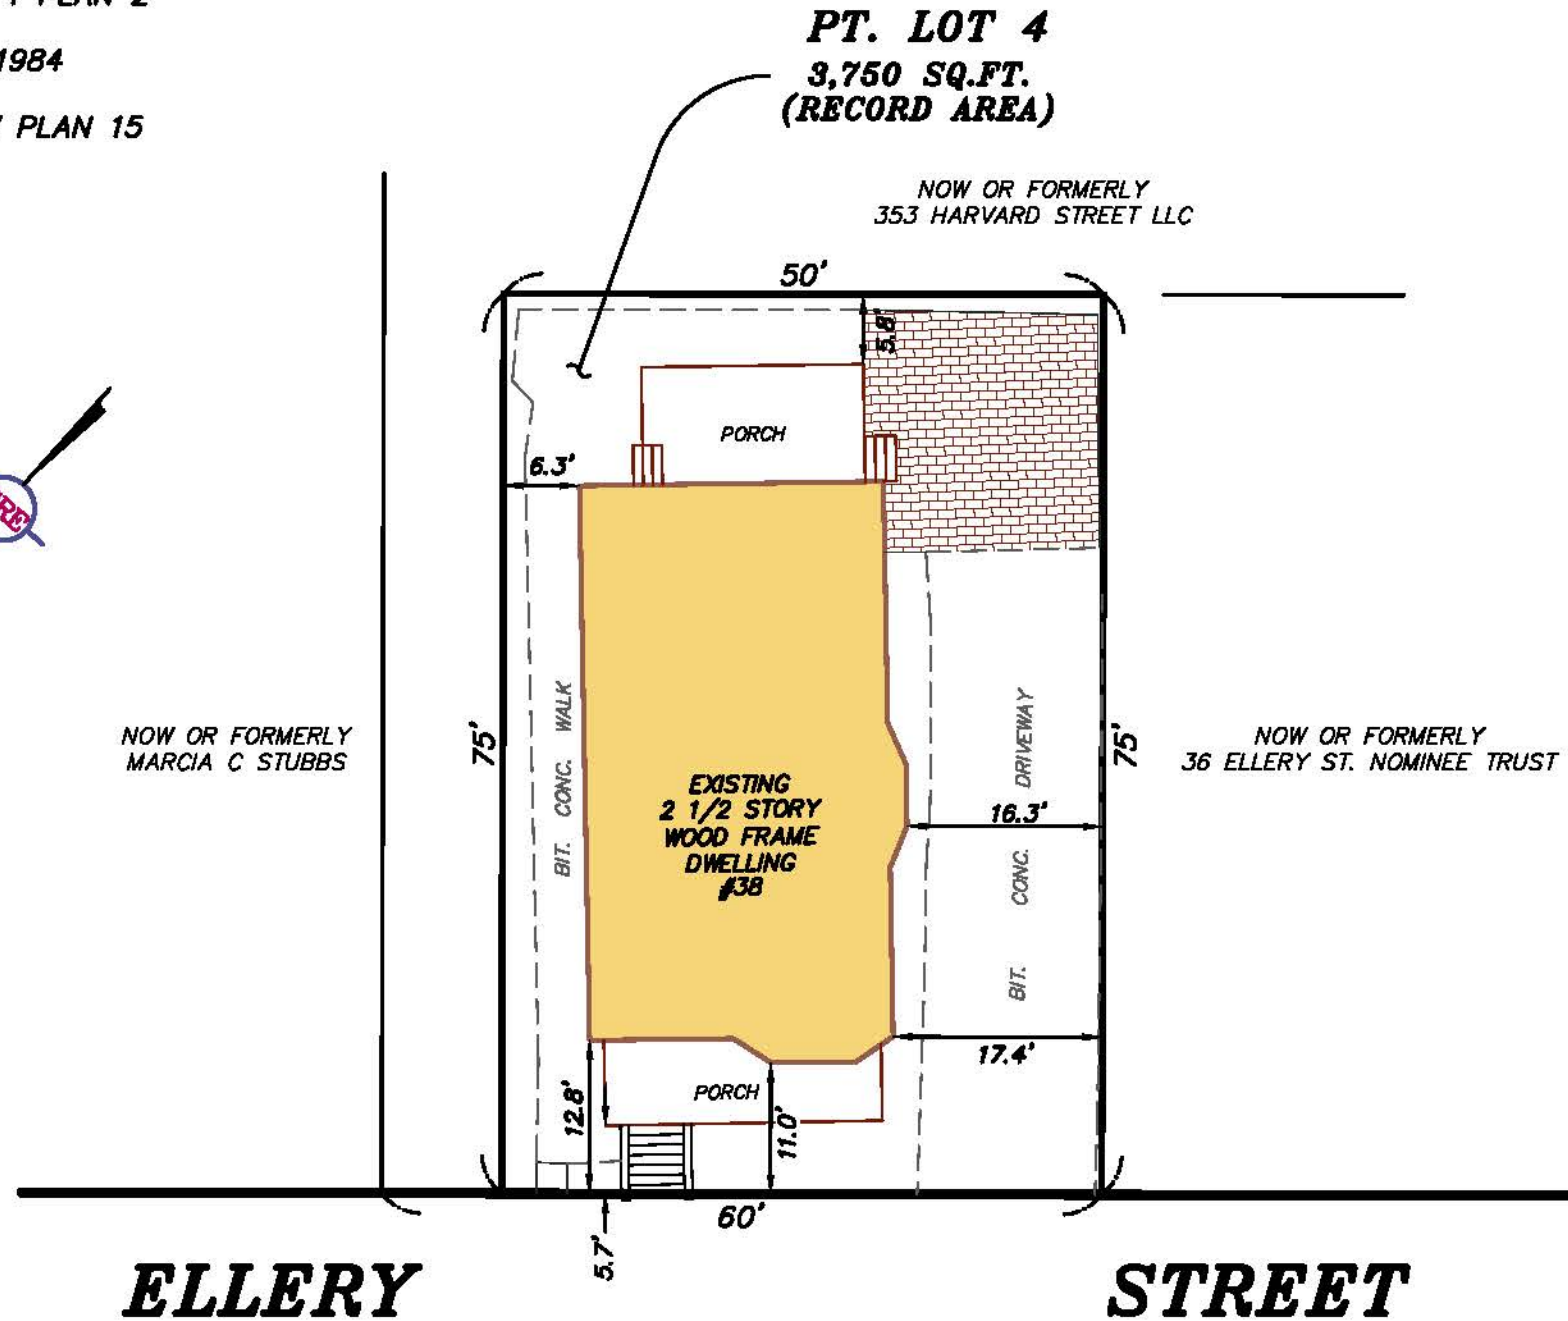 PLAN 2
1984
PLAN 15
PT. LOT 4
3,750 SQ.FT.
(RECORD AREA)
NOW OR FORMERLY
353 HARVARD STREET LLC
50'
5.8'
PORCH
6.3'
75'
BIT. CONC. WALK
NOW OR FORMERLY
MARCIA C STUBBS
EXISTING
2 1/2 STORY
WOOD FRAME
DWELLING
#38
BIT. CONC. DRIVEWAY
16.3'
75'
NOW OR FORMERLY
36 ELLERY ST. NOMINEE TRUST
17.4'
12.8'
PORCH
11.0'
60'
5.7'
ELLERY STREET